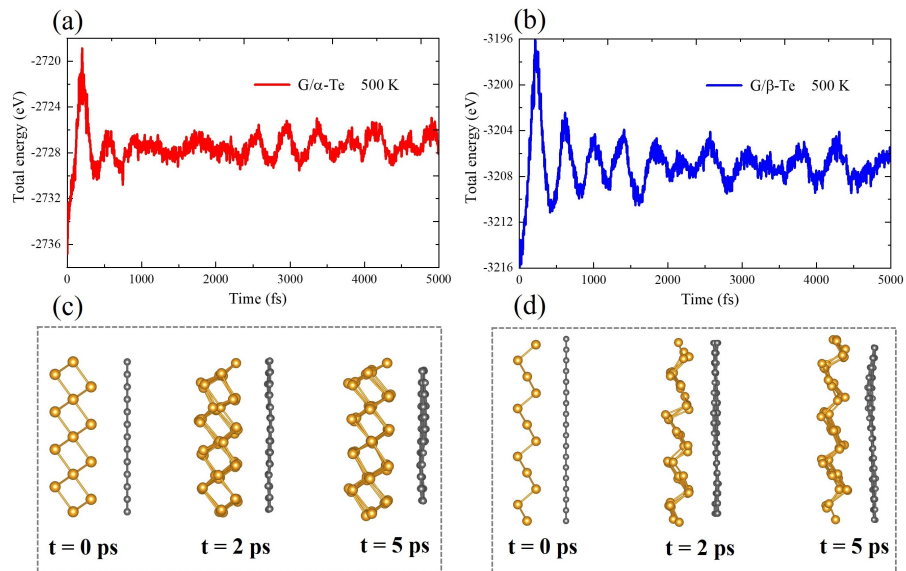 (a)
G/α-Te 500 K
Total energy (eV)
-2720
-2724
-2728
-2732
-2736
0 1000 2000 3000 4000 5000
Time (fs)
(b)
G/β-Te 500 K
Total energy (eV)
-3196
-3200
-3204
-3208
-3212
-3216
0 1000 2000 3000 4000 5000
Time (fs)
(c)
t = 0 ps t = 2 ps t = 5 ps
(d)
t = 0 ps t = 2 ps t = 5 ps